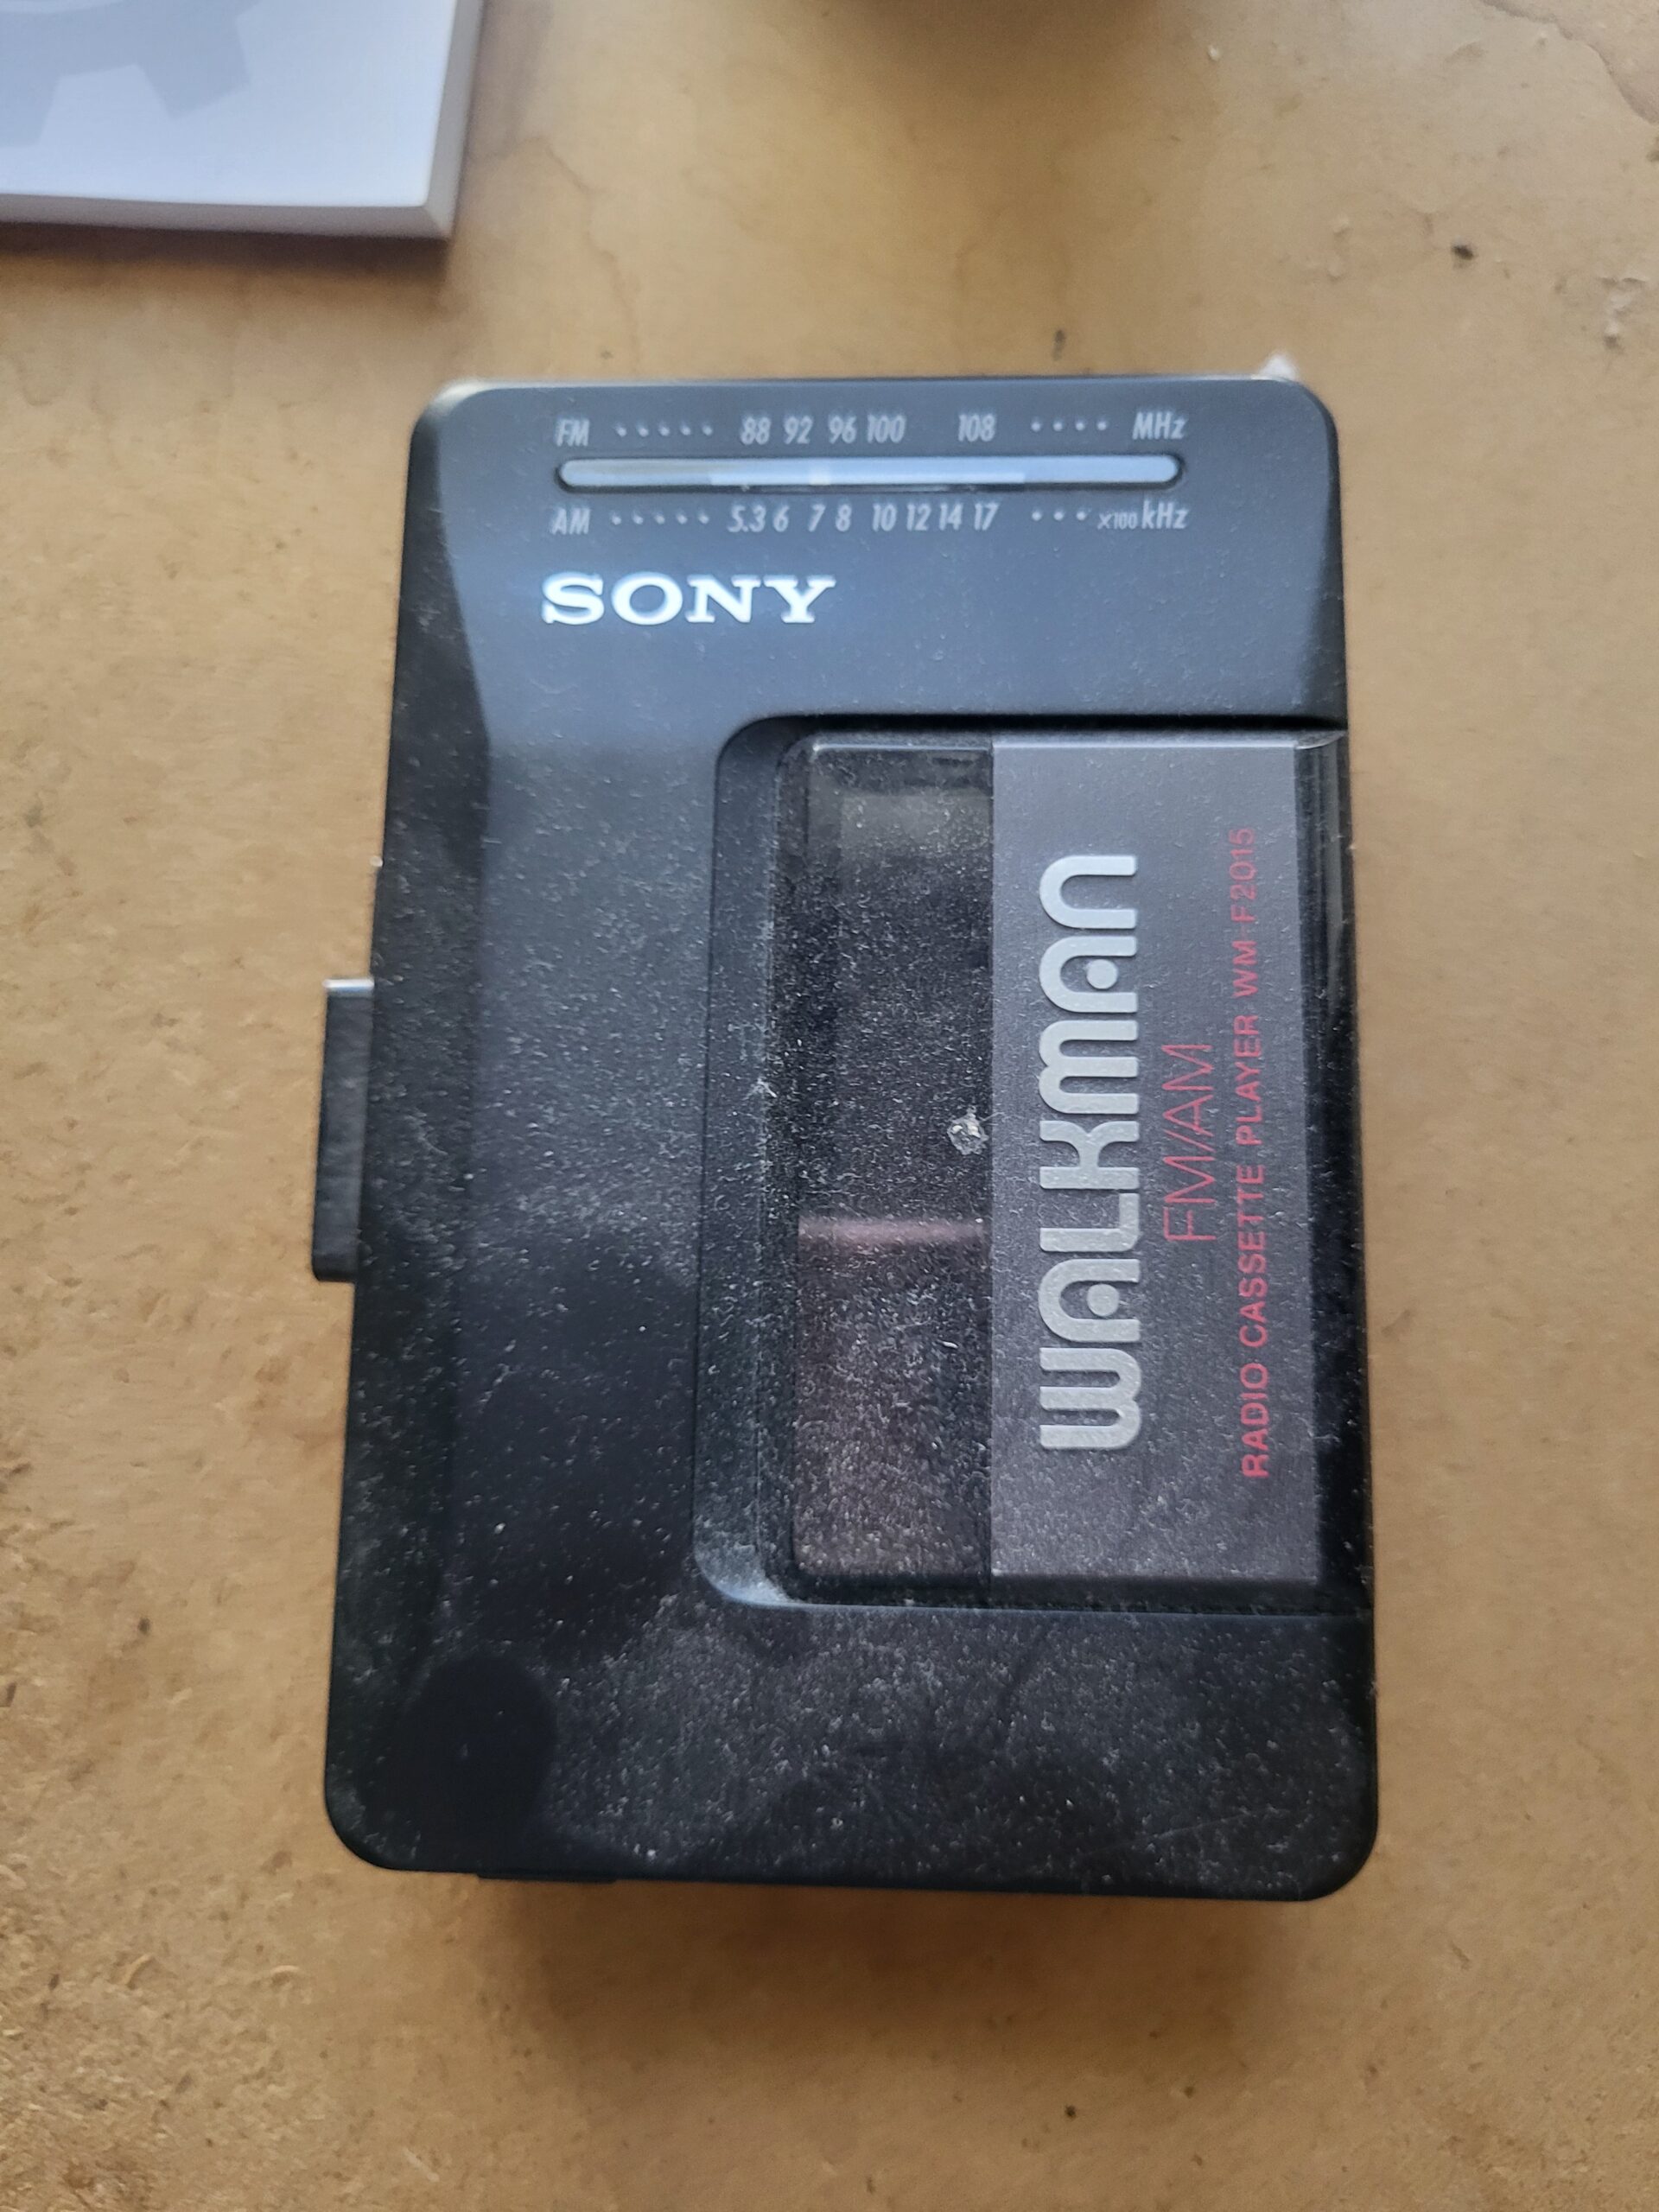 FM ····· 88 92 96 100 108 ···· MHz
AM ····· 5.3 6 7 8 10 12 14 17 ··· ×100 kHz
SONY
WALKMAN
FM/AM
RADIO CASSETTE PLAYER WM-F2015